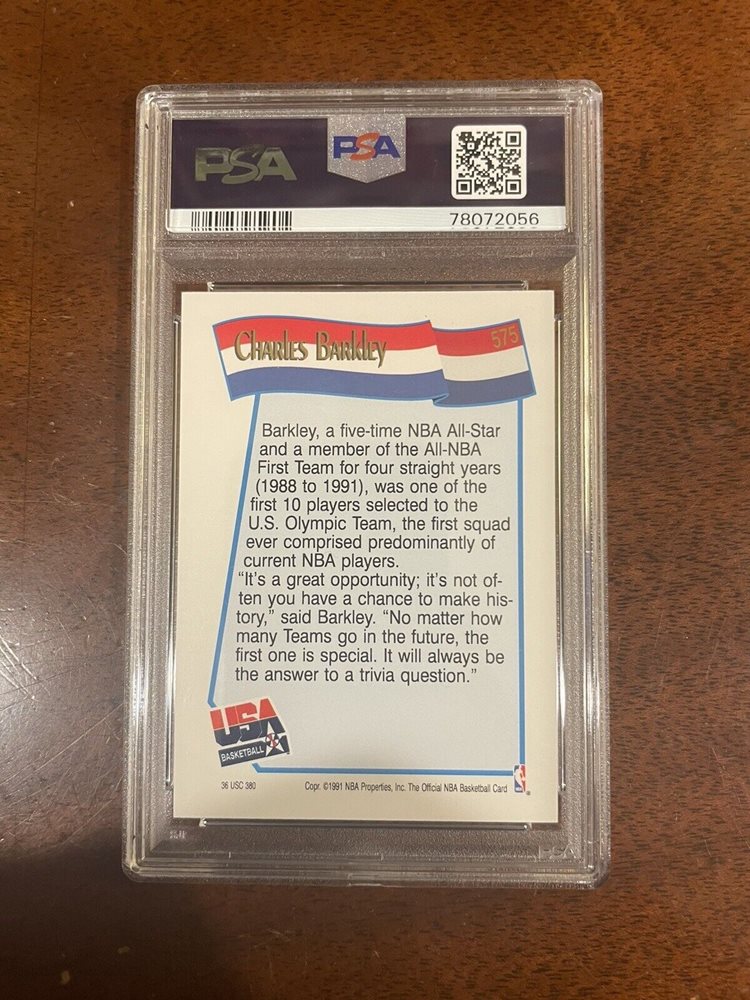 PSA
PSA
78072056
Charles Barkley
575
Barkley, a five-time NBA All-Star
and a member of the All-NBA
First Team for four straight years
(1988 to 1991), was one of the
first 10 players selected to the
U.S. Olympic Team, the first squad
ever comprised predominantly of
current NBA players.
“It’s a great opportunity; it’s not of-
ten you have a chance to make his-
tory,” said Barkley. “No matter how
many Teams go in the future, the
first one is special. It will always be
the answer to a trivia question.”
USA
BASKETBALL
36 USC 380
Copr. ©1991 NBA Properties, Inc. The Official NBA Basketball Card
PSA